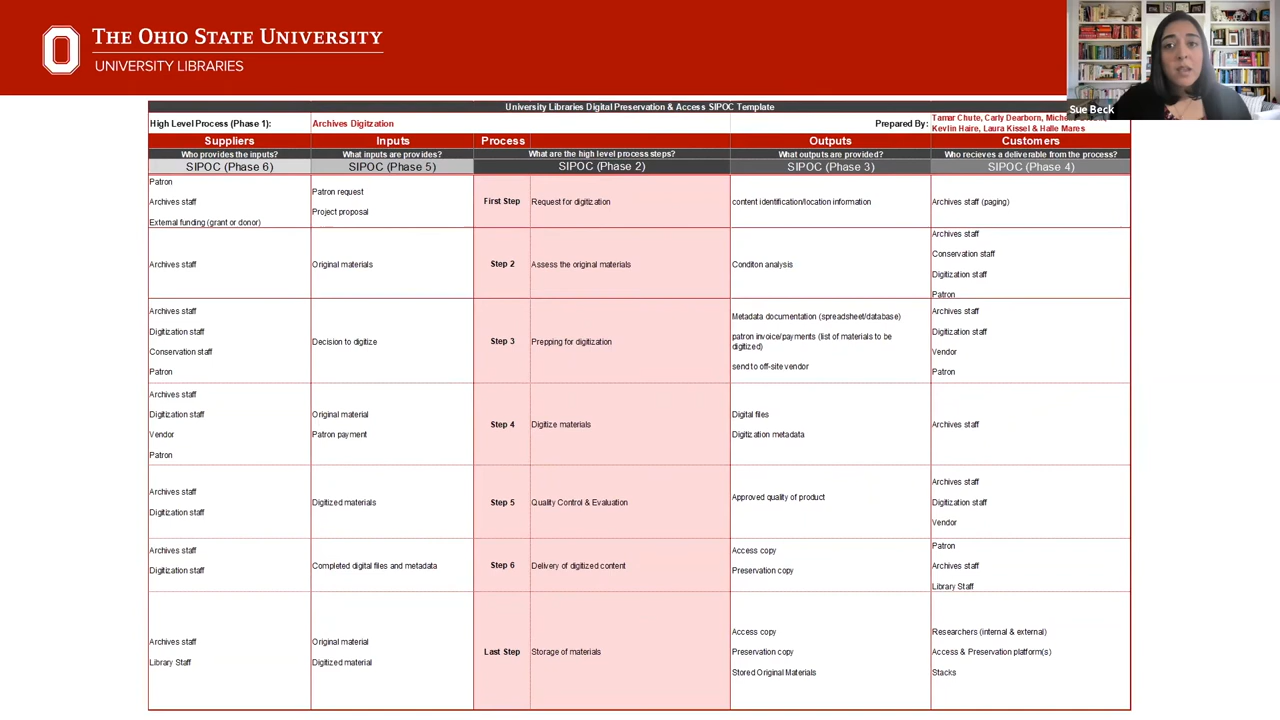 THE OHIO STATE UNIVERSITY
UNIVERSITY LIBRARIES
Sue Beck
University Libraries Digital Preservation & Access SIPOC Template
High Level Process (Phase 1): Archives Digitzation Prepared By: Tamar Chute, Carly Dearborn,
Kevlin Haire, Laura Kissel & Halle Mares
Suppliers Inputs Process Outputs Customers
Who provides the inputs? What inputs are provides? What are the high level process steps? What outputs are provided? Who recieves a deliverable from the process?
SIPOC (Phase 6) SIPOC (Phase 5) SIPOC (Phase 2) SIPOC (Phase 3) SIPOC (Phase 4)
Patron
Archives staff
External funding (grant or donor)
Patron request
Project proposal
First Step
Request for digitization
content identification/location information
Archives staff (paging)
Archives staff
Original materials
Step 2
Assess the original materials
Conditon analysis
Archives staff
Conservation staff
Digitization staff
Patron
Archives staff
Digitization staff
Conservation staff
Patron
Decision to digitize
Step 3
Prepping for digitization
Metadata documentation (spreadsheet/database)
patron invoice/payments (list of materials to be
digitized)
send to off-site vendor
Archives staff
Digitization staff
Vendor
Patron
Archives staff
Digitization staff
Vendor
Patron
Original material
Patron payment
Step 4
Digitize materials
Digital files
Digitization metadata
Archives staff
Archives staff
Digitization staff
Digitized materials
Step 5
Quality Control & Evaluation
Approved quality of product
Archives staff
Digitization staff
Vendor
Archives staff
Digitization staff
Completed digital files and metadata
Step 6
Delivery of digitized content
Access copy
Preservation copy
Patron
Archives staff
Library Staff
Archives staff
Library Staff
Original material
Digitized material
Last Step
Storage of materials
Access copy
Preservation copy
Stored Original Materials
Researchers (internal & external)
Access & Preservation platform(s)
Stacks